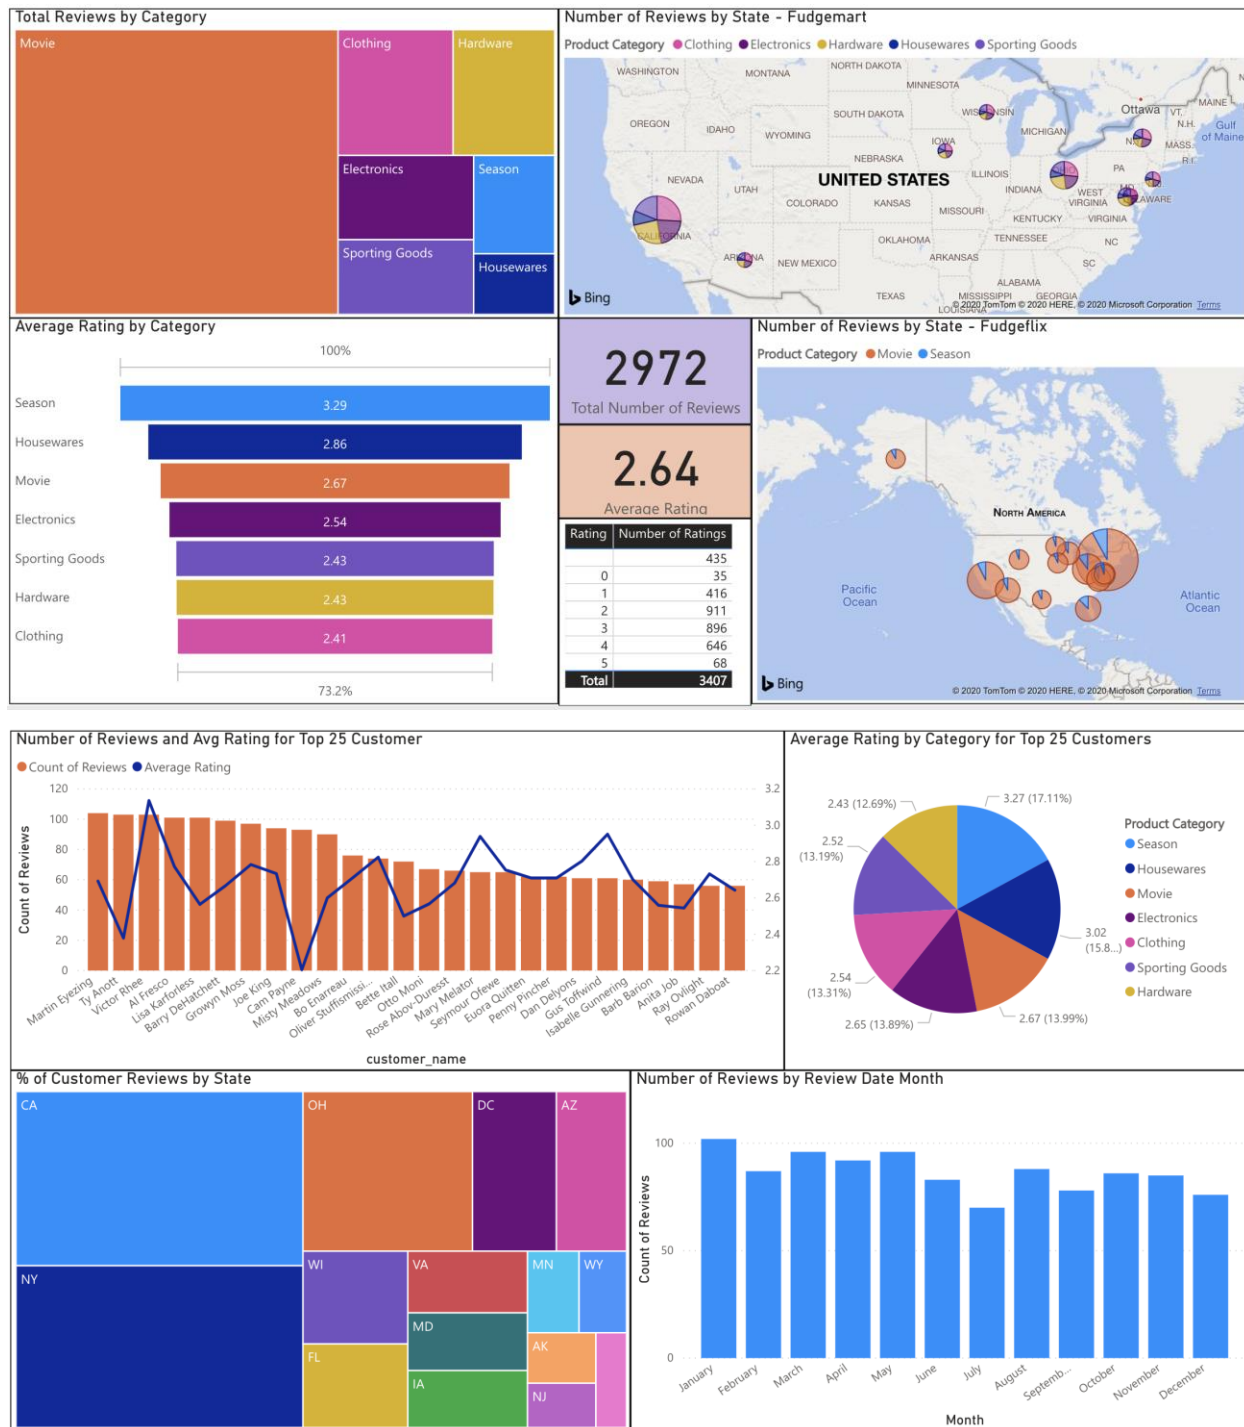 Total Reviews by Category
Movie
Clothing
Hardware
Electronics
Season
Sporting Goods
Housewares
Number of Reviews by State - Fudgemart
Product Category Clothing Electronics Hardware Housewares Sporting Goods
WASHINGTON
MONTANA
NORTH DAKOTA
MINNESOTA
Ottawa
MAINE
VT.
N.H.
Gulf
of Maine
OREGON
IDAHO
WYOMING
SOUTH DAKOTA
WISCONSIN
MICHIGAN
MASS.
R.I.
IOWA
NEBRASKA
PA
NEVADA
UTAH
UNITED STATES
ILLINOIS
INDIANA
OHIO
WEST
VIRGINIA
DELAWARE
COLORADO
KANSAS
MISSOURI
KENTUCKY
VIRGINIA
CALIFORNIA
OKLAHOMA
TENNESSEE
NC
ARIZONA
NEW MEXICO
ARKANSAS
SC
ALABAMA
TEXAS
MISSISSIPPI
GEORGIA
LOUISIANA
Bing
© 2020 TomTom © 2020 HERE, © 2020 Microsoft Corporation Terms
Average Rating by Category
100%
Season 3.29
Housewares 2.86
Movie 2.67
Electronics 2.54
Sporting Goods 2.43
Hardware 2.43
Clothing 2.41
73.2%
2972
Total Number of Reviews
2.64
Average Rating
Rating Number of Ratings
435
0 35
1 416
2 911
3 896
4 646
5 68
Total 3407
Number of Reviews by State - Fudgeflix
Product Category Movie Season
NORTH AMERICA
Pacific
Ocean
Atlantic
Ocean
Bing
© 2020 TomTom © 2020 HERE, © 2020 Microsoft Corporation Terms
Number of Reviews and Avg Rating for Top 25 Customer
Count of Reviews Average Rating
120
100
80
60
40
20
0
Count of Reviews
3.2
3.0
2.8
2.6
2.4
2.2
Martin Eyezing
Ty Anott
Victor Rhee
Al Fresco
Lisa Karforless
Barry DeHatchett
Growyn Moss
Joe King
Cam Payne
Misty Meadows
Bo Enarreau
Oliver Stuffismissi...
Bette Itall
Otto Moni
Rose Abov-Duresst
Mary Melator
Seymour Ofewe
Euora Quitten
Penny Pincher
Dan Delyons
Gus Toffwind
Isabelle Gunnering
Barb Barion
Anita Job
Ray Ovlight
Rowan Daboat
customer_name
Average Rating by Category for Top 25 Customers
2.43 (12.69%)
3.27 (17.11%)
2.52
(13.19%)
3.02
(15.8...)
2.54
(13.31%)
2.65 (13.89%)
2.67 (13.99%)
Product Category
Season
Housewares
Movie
Electronics
Clothing
Sporting Goods
Hardware
% of Customer Reviews by State
CA
OH
DC
AZ
NY
WI
VA
MN
WY
MD
AK
FL
IA
NJ
Number of Reviews by Review Date Month
100
50
0
Count of Reviews
January
February
March
April
May
June
July
August
Septemb...
October
November
December
Month